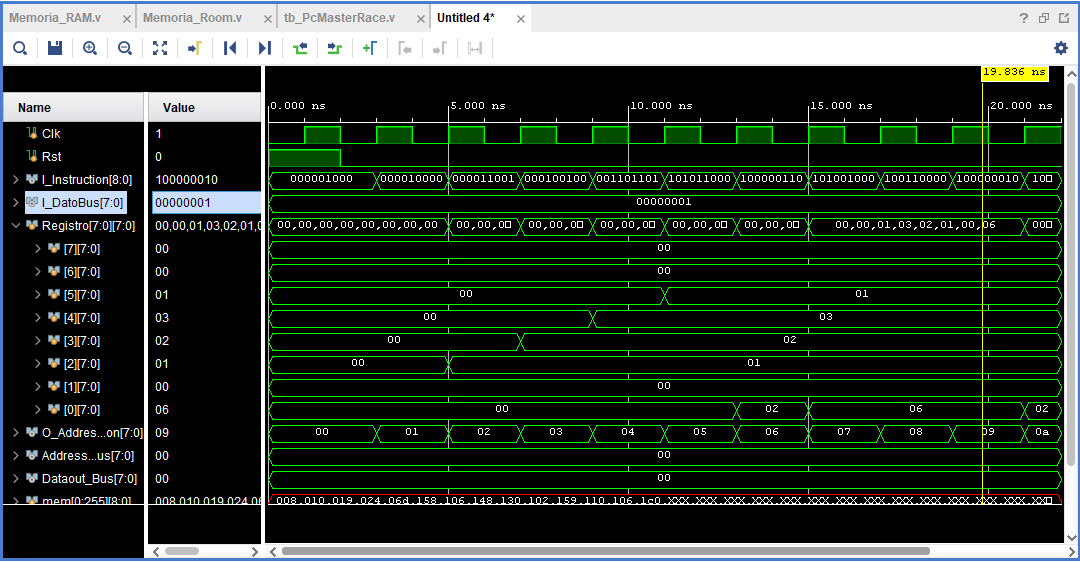 Memoria_RAM.v × Memoria_Room.v × tb_PcMasterRace.v × Untitled 4* ×
19.836 ns
Name Value 0.000 ns 5.000 ns 10.000 ns 15.000 ns 20.000 ns
Clk 1
Rst 0
I_Instruction[8:0] 100000010 000001000 000010000 000011001 000100100 001101101 101011000 100000110 101001000 100110000 100000010 10
I_DatoBus[7:0] 00000001 00000001
Registro[7:0][7:0] 00,00,01,03,02,01,0 00,00,00,00,00,00,00,00 00,00,0 00,00,0 00,00,0 00,00,0 00,00,0 00,00,01,03,02,01,00,06 00
[7][7:0] 00 00
[6][7:0] 00 00
[5][7:0] 01 00 01
[4][7:0] 03 00 03
[3][7:0] 02 00 02
[2][7:0] 01 00 01
[1][7:0] 00 00
[0][7:0] 06 00 02 06 02
O_Addres...on[7:0] 09 00 01 02 03 04 05 06 07 08 09 0a
Address...us[7:0] 00 00
Dataout_Bus[7:0] 00 00
mem[0:255][8:0] 008,010,019,024,06 008,010,019,024,06d,158,106,148,130,102,159,110,106,1c0,XXX,XXX,XXX,XXX,XXX,XXX,XXX,XX